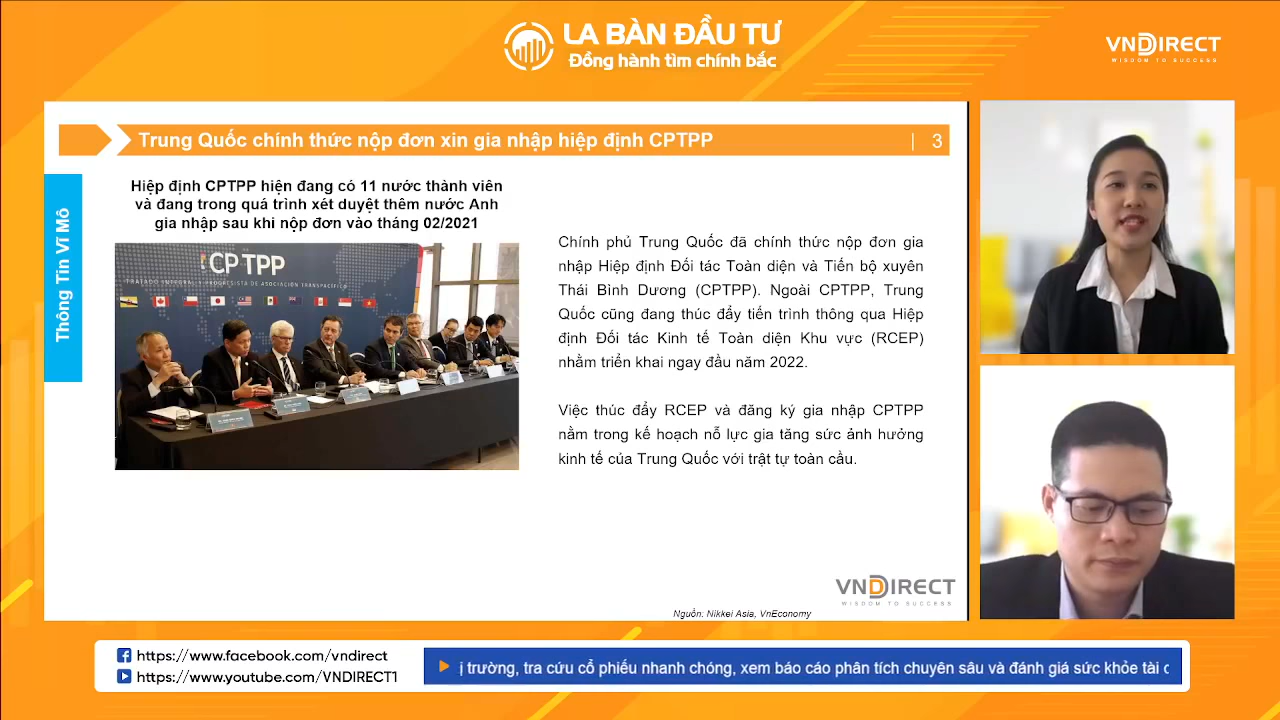 LA BÀN ĐẦU TƯ
Đồng hành tìm chính bắc
VNDIRECT
WISDOM TO SUCCESS
Trung Quốc chính thức nộp đơn xin gia nhập hiệp định CPTPP
| 3
Thông Tin Vĩ Mô
Hiệp định CPTPP hiện đang có 11 nước thành viên
và đang trong quá trình xét duyệt thêm nước Anh
gia nhập sau khi nộp đơn vào tháng 02/2021
CPTPP
TRATADO INTEGRAL Y PROGRESISTA DE ASOCIACIÓN TRANSPACÍFICO
Chính phủ Trung Quốc đã chính thức nộp đơn gia
nhập Hiệp định Đối tác Toàn diện và Tiến bộ xuyên
Thái Bình Dương (CPTPP). Ngoài CPTPP, Trung
Quốc cũng đang thúc đẩy tiến trình thông qua Hiệp
định Đối tác Kinh tế Toàn diện Khu vực (RCEP)
nhằm triển khai ngay đầu năm 2022.
Việc thúc đẩy RCEP và đăng ký gia nhập CPTPP
nằm trong kế hoạch nỗ lực gia tăng sức ảnh hưởng
kinh tế của Trung Quốc với trật tự toàn cầu.
VNDIRECT
WISDOM TO SUCCESS
Nguồn: Nikkei Asia, VnEconomy
https://www.facebook.com/vndirect
https://www.youtube.com/VNDIRECT1
ị trường, tra cứu cổ phiếu nhanh chóng, xem báo cáo phân tích chuyên sâu và đánh giá sức khỏe tài c